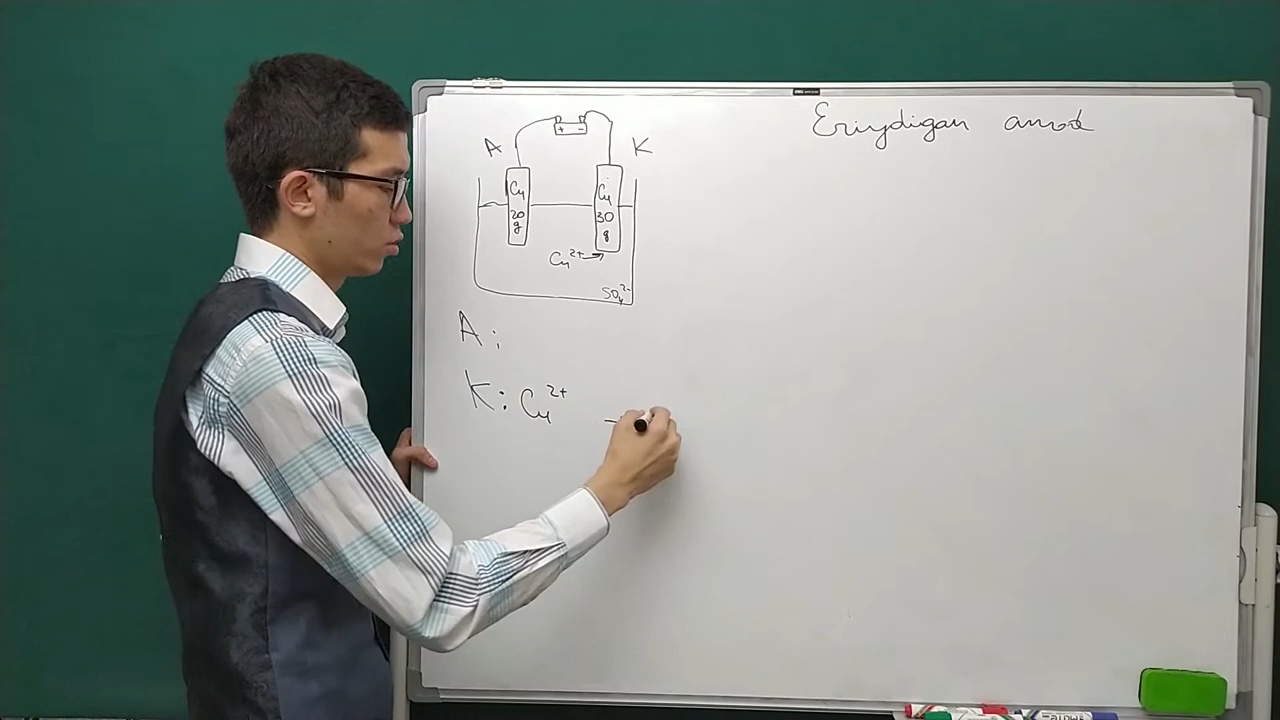 Eriydigan anod
+ -
A K
Cu
20
g
Cu
30
g
Cu²⁺→
SO₄²⁻
A:
K: Cu²⁺